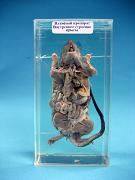 Влажный препарат
Внутреннее строение
крысы